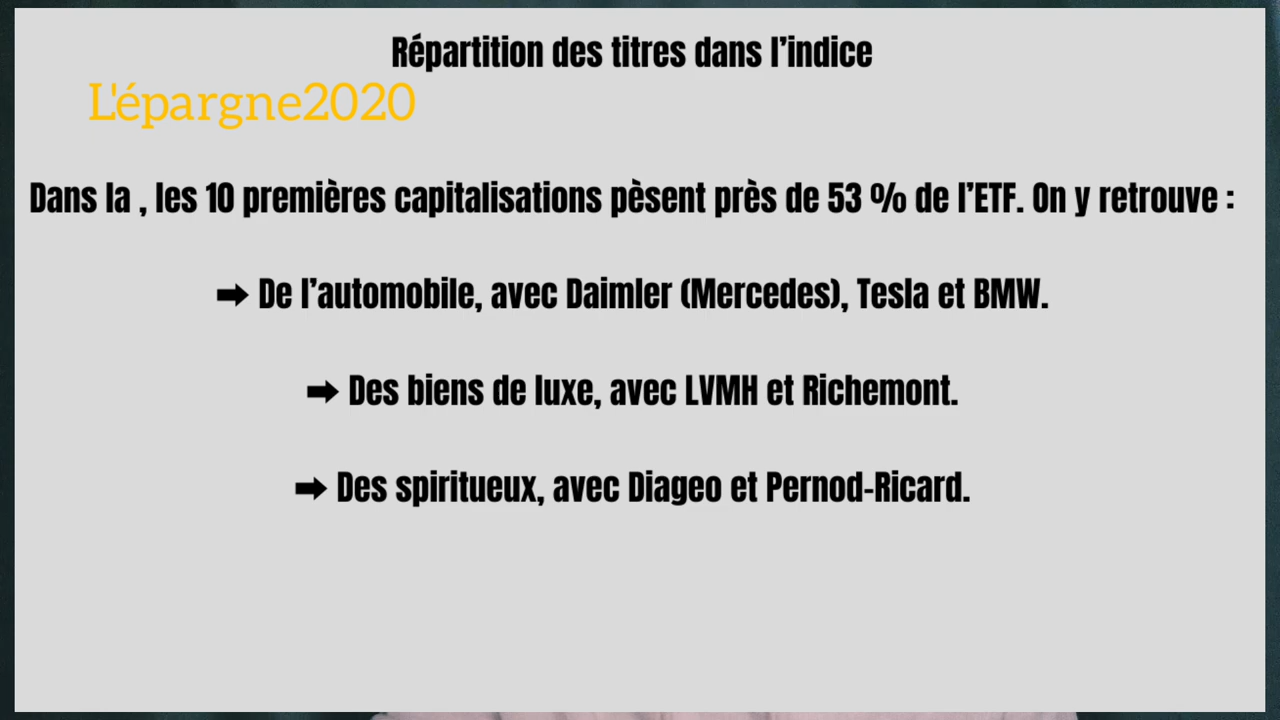 Répartition des titres dans l’indice
L'épargne2020
Dans la , les 10 premières capitalisations pèsent près de 53 % de l’ETF. On y retrouve :
➡ De l’automobile, avec Daimler (Mercedes), Tesla et BMW.
➡ Des biens de luxe, avec LVMH et Richemont.
➡ Des spiritueux, avec Diageo et Pernod-Ricard.